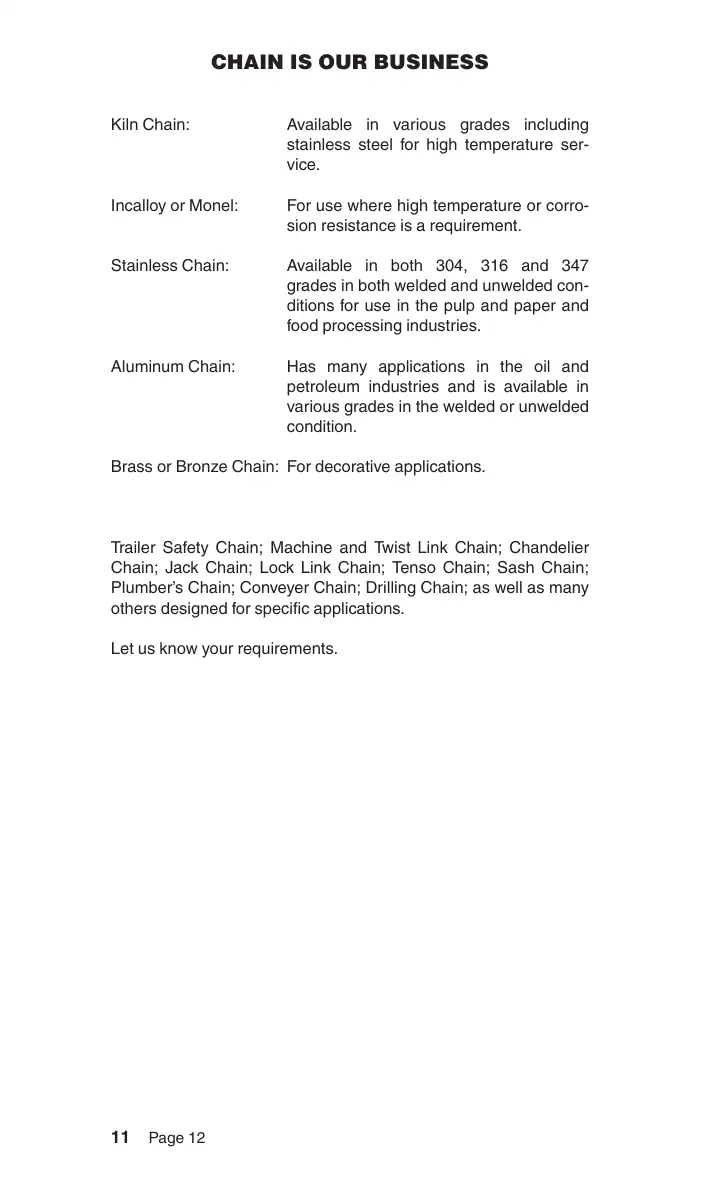 CHAIN IS OUR BUSINESS
Kiln Chain: Available in various grades including
stainless steel for high temperature ser-
vice.
Incalloy or Monel: For use where high temperature or corro-
sion resistance is a requirement.
Stainless Chain: Available in both 304, 316 and 347
grades in both welded and unwelded con-
ditions for use in the pulp and paper and
food processing industries.
Aluminum Chain: Has many applications in the oil and
petroleum industries and is available in
various grades in the welded or unwelded
condition.
Brass or Bronze Chain: For decorative applications.
Trailer Safety Chain; Machine and Twist Link Chain; Chandelier
Chain; Jack Chain; Lock Link Chain; Tenso Chain; Sash Chain;
Plumber’s Chain; Conveyer Chain; Drilling Chain; as well as many
others designed for specific applications.
Let us know your requirements.
11 Page 12